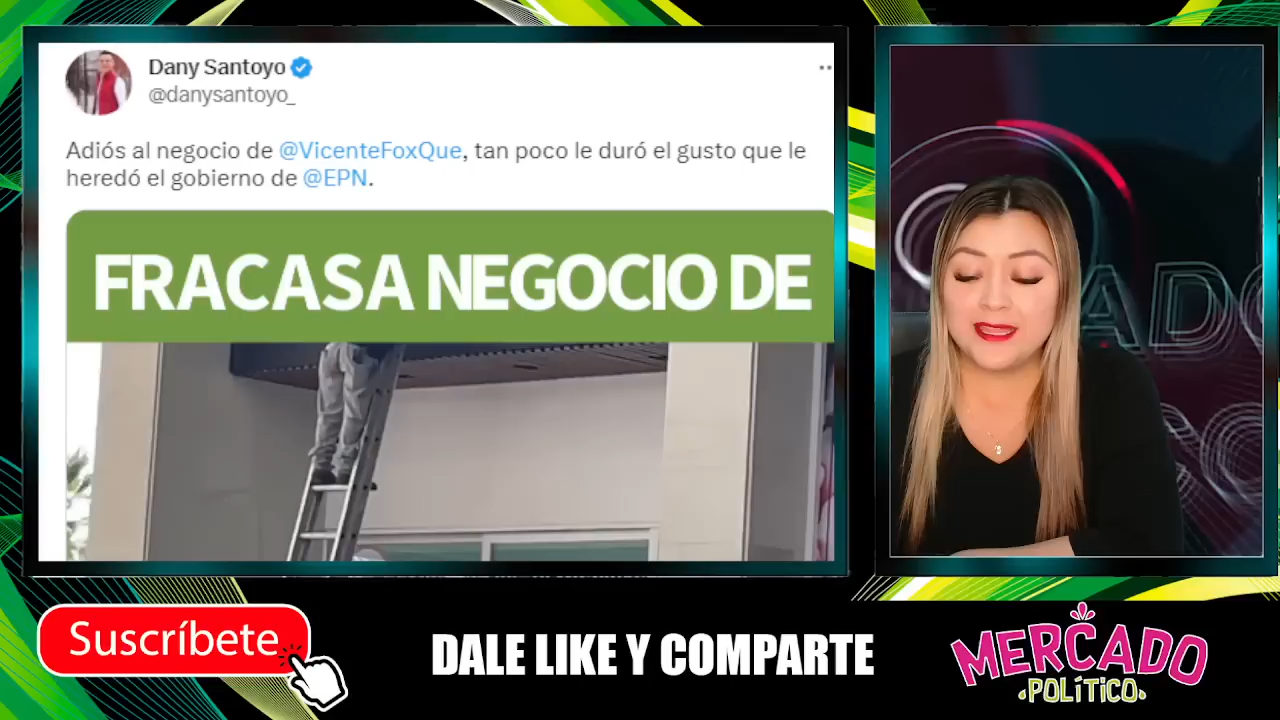 Dany Santoyo
@danysantoyo_
Adiós al negocio de @VicenteFoxQue, tan poco le duró el gusto que le
heredó el gobierno de @EPN.
FRACASA NEGOCIO DE
ADO
Suscríbete
DALE LIKE Y COMPARTE
MERCADO
POLÍTICO